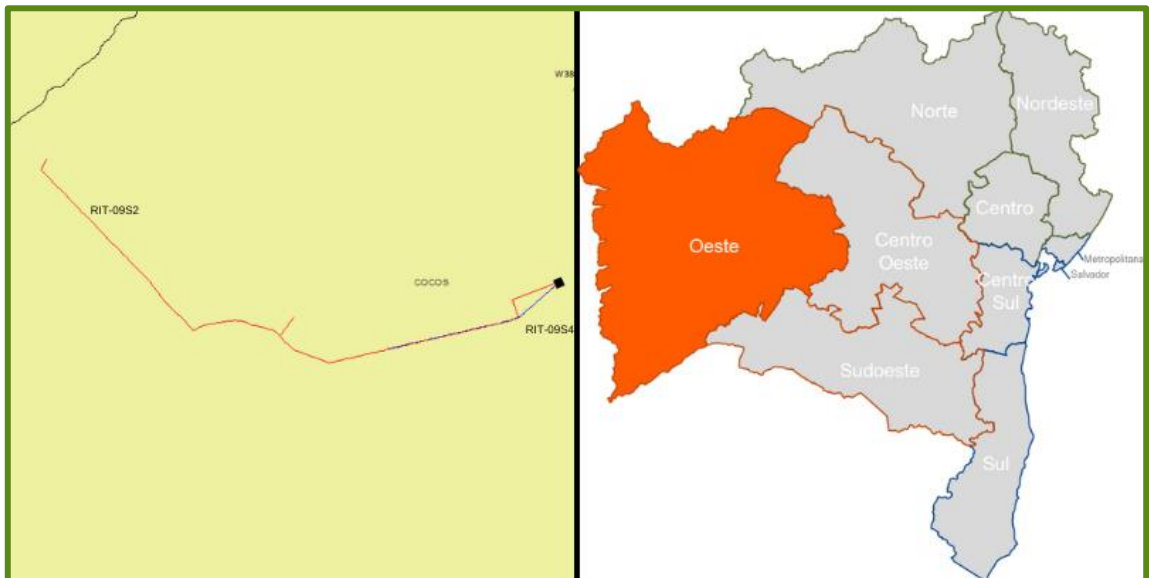 W38
RIT-09S2
COCOS
RIT-09S4
Norte
Nordeste
Centro
Oeste
Centro
Oeste
Metropolitana
Salvador
Centro
Sul
Sudoeste
Sul